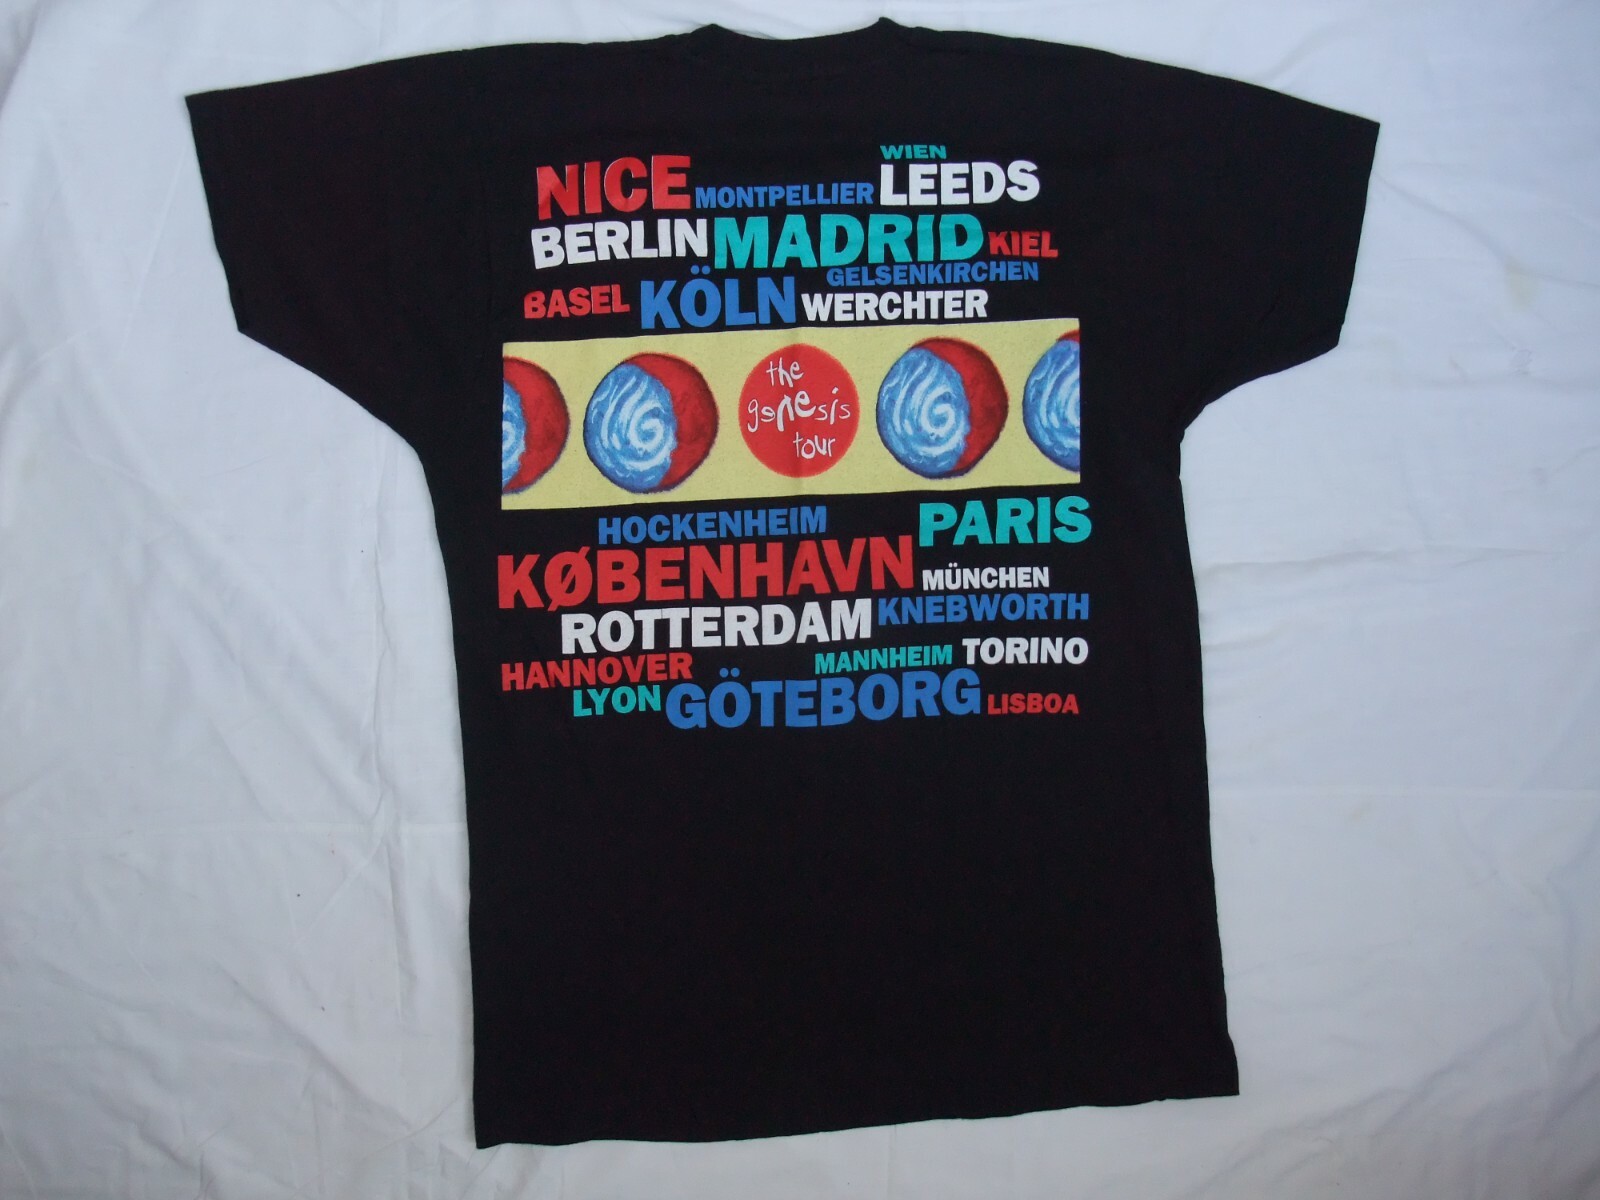 WIEN
NICE MONTPELLIER LEEDS
BERLIN MADRID KIEL
GELSENKIRCHEN
BASEL KÖLN WERCHTER
the
genesis
tour
HOCKENHEIM PARIS
KØBENHAVN MÜNCHEN
ROTTERDAM KNEBWORTH
HANNOVER MANNHEIM TORINO
LYON GÖTEBORG LISBOA